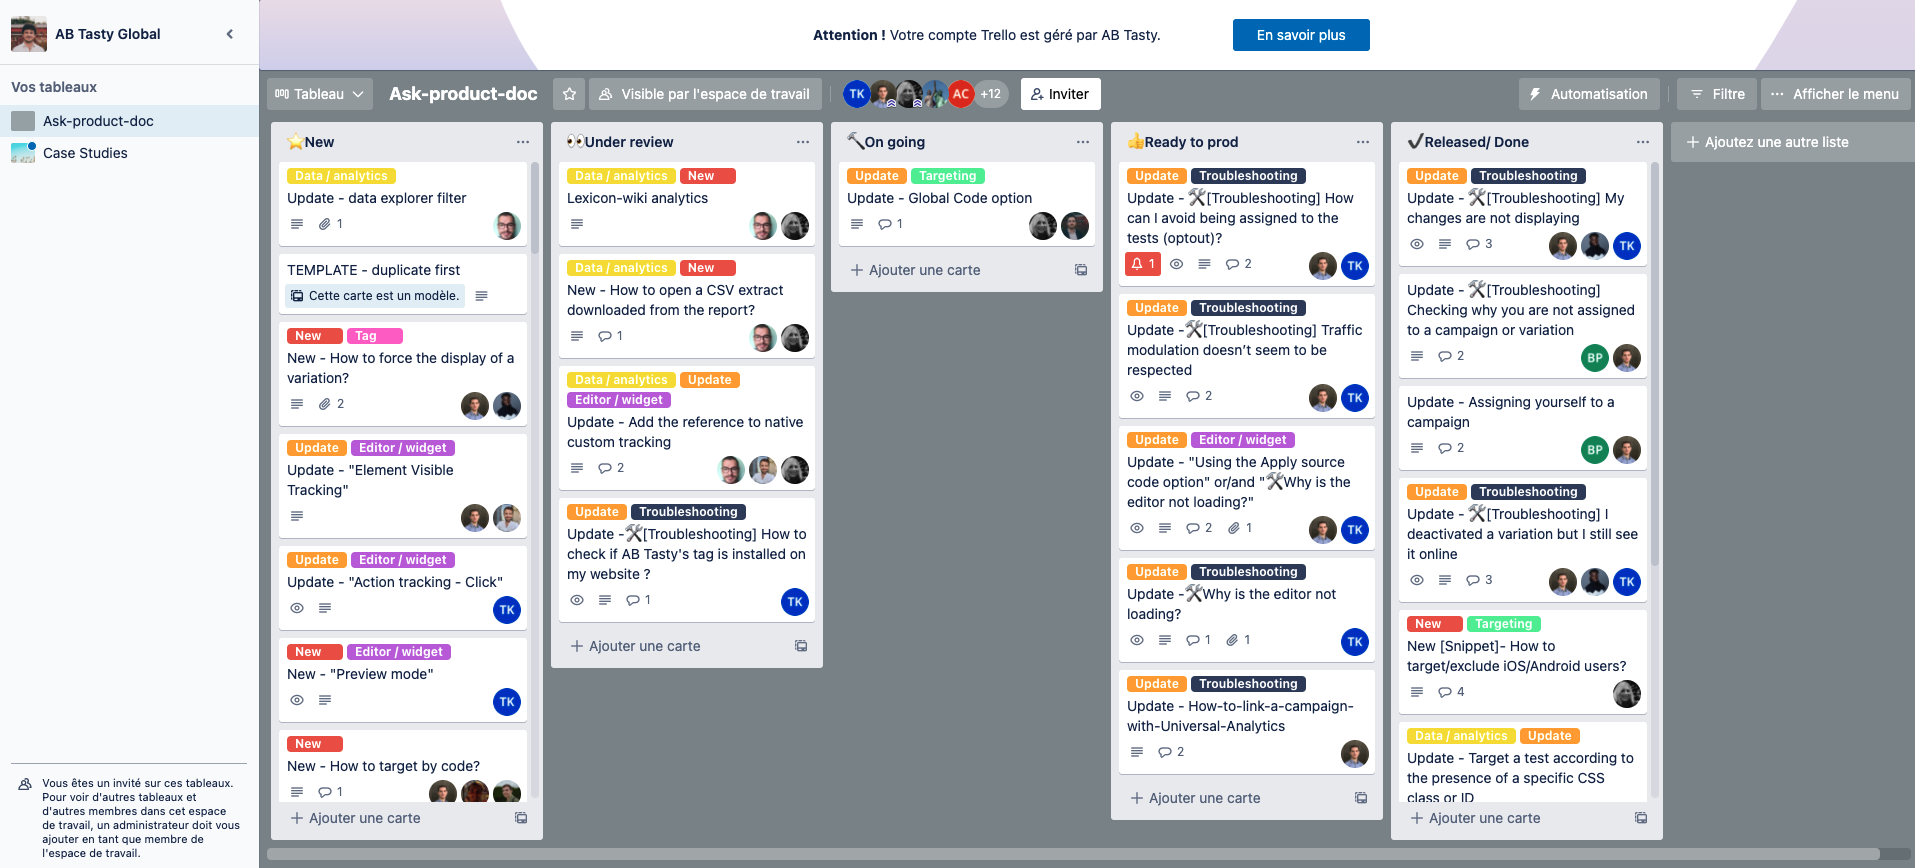 AB Tasty Global
Vos tableaux
Ask-product-doc
Case Studies
Vous êtes un invité sur ces tableaux.
Pour voir d'autres tableaux et
d'autres membres dans cet espace
de travail, un administrateur doit vous
ajouter en tant que membre de
l'espace de travail.
Attention ! Votre compte Trello est géré par AB Tasty.
En savoir plus
Tableau
Ask-product-doc
Visible par l'espace de travail
TK
AC
+12
Inviter
Automatisation
Filtre
Afficher le menu
New
Data / analytics
Update - data explorer filter
1
TEMPLATE - duplicate first
Cette carte est un modèle.
New Tag
New - How to force the display of a
variation?
2
Update Editor / widget
Update - "Element Visible
Tracking"
Update Editor / widget
Update - "Action tracking - Click"
TK
New Editor / widget
New - "Preview mode"
TK
New
New - How to target by code?
1
Ajouter une carte
Under review
Data / analytics New
Lexicon-wiki analytics
Data / analytics New
New - How to open a CSV extract
downloaded from the report?
1
Data / analytics Update
Editor / widget
Update - Add the reference to native
custom tracking
2
Update Troubleshooting
Update -🛠[Troubleshooting] How to
check if AB Tasty's tag is installed on
my website ?
1
TK
Ajouter une carte
On going
Update Targeting
Update - Global Code option
1
Ajouter une carte
Ready to prod
Update Troubleshooting
Update - 🛠[Troubleshooting] How
can I avoid being assigned to the
tests (optout)?
1 2
TK
Update Troubleshooting
Update -🛠[Troubleshooting] Traffic
modulation doesn't seem to be
respected
2
TK
Update Editor / widget
Update - "Using the Apply source
code option" or/and "🛠Why is the
editor not loading?"
2 1
TK
Update Troubleshooting
Update -🛠Why is the editor not
loading?
1 1
TK
Update Troubleshooting
Update - How-to-link-a-campaign-
with-Universal-Analytics
2
Ajouter une carte
Released/ Done
Update Troubleshooting
Update - 🛠[Troubleshooting] My
changes are not displaying
3
TK
Update - 🛠[Troubleshooting]
Checking why you are not assigned
to a campaign or variation
2
BP
Update - Assigning yourself to a
campaign
2
BP
Update Troubleshooting
Update - 🛠[Troubleshooting] I
deactivated a variation but I still see
it online
3
TK
New Targeting
New [Snippet]- How to
target/exclude iOS/Android users?
4
Data / analytics Update
Update - Target a test according to
the presence of a specific CSS
class or ID
Ajouter une carte
Ajoutez une autre liste